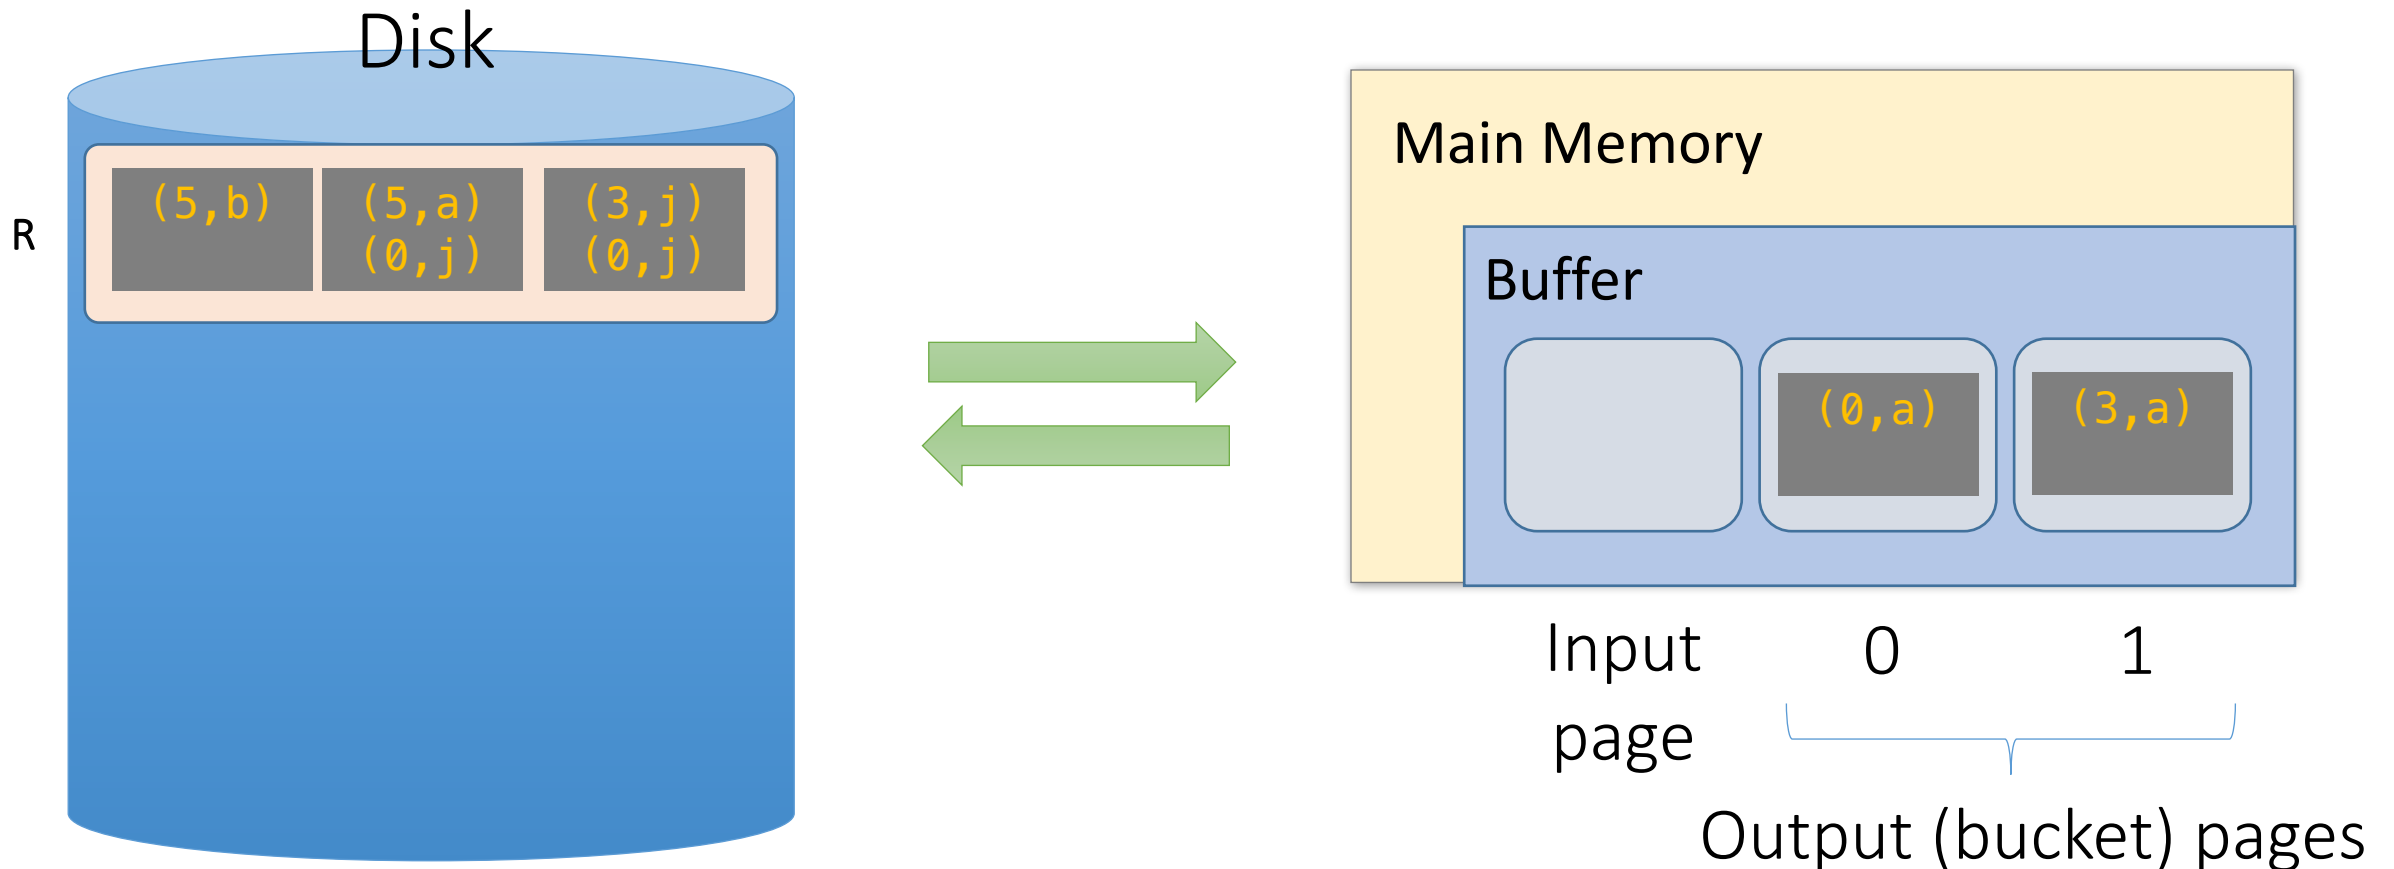 Disk
R
(5,b)
(5,a)
(0,j)
(3,j)
(0,j)
Main Memory
Buffer
(0,a)
(3,a)
Input
page
0
1
Output (bucket) pages